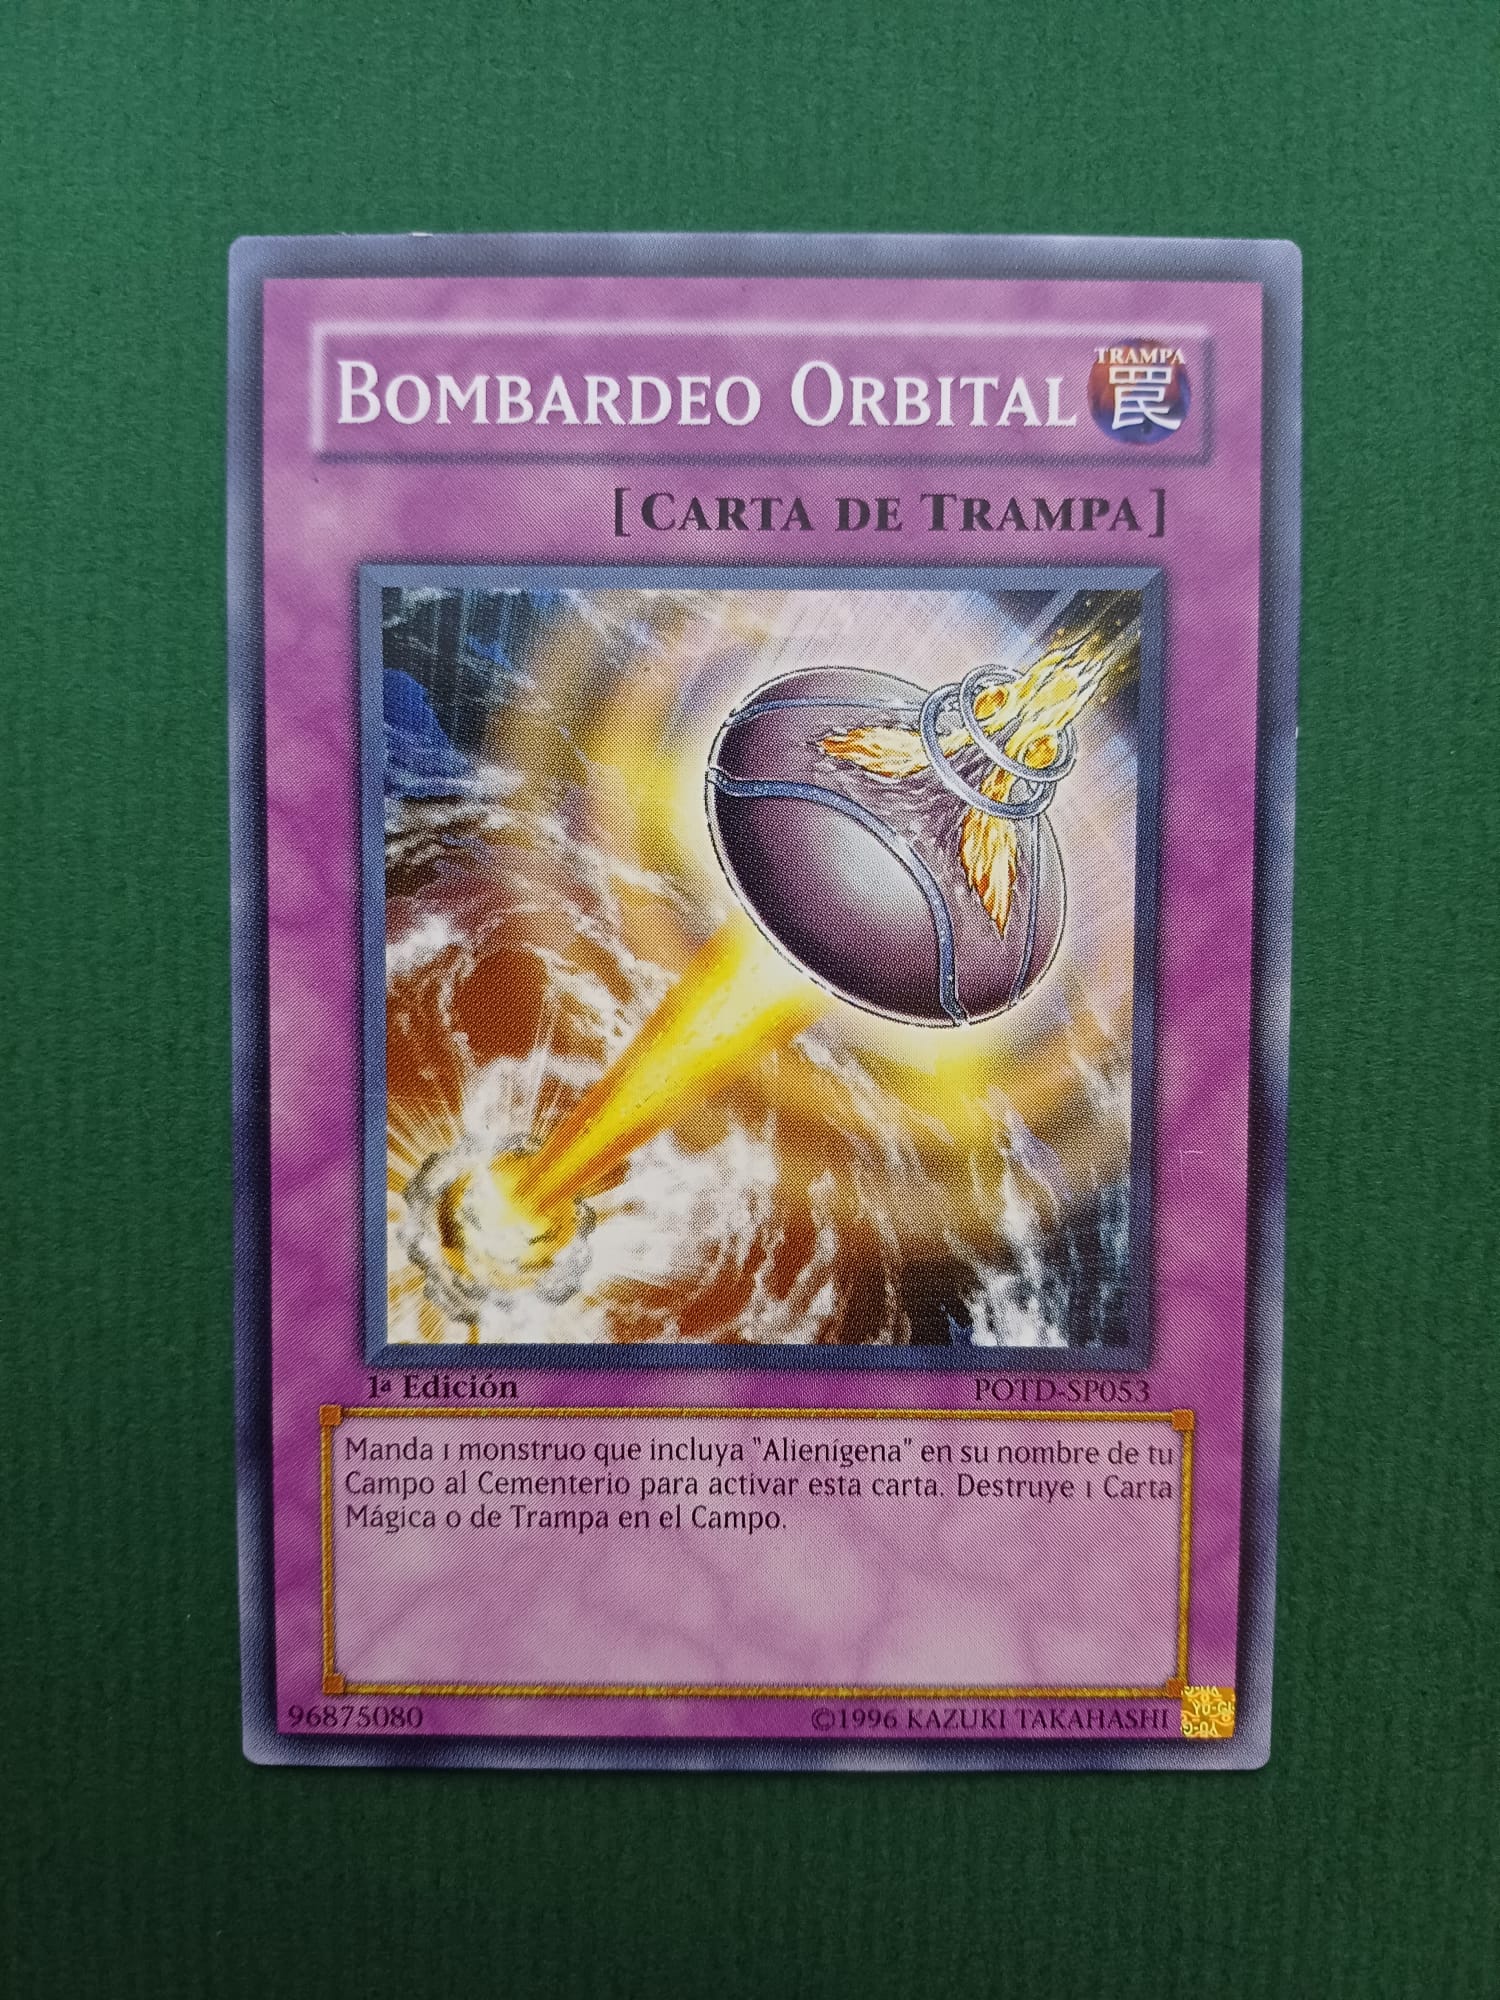 BOMBARDEO ORBITAL
TRAMPA
罠
[CARTA DE TRAMPA]
1ª Edición
POTD-SP053
Manda 1 monstruo que incluya "Alienígena" en su nombre de tu
Campo al Cementerio para activar esta carta. Destruye 1 Carta
Mágica o de Trampa en el Campo.
96875080
©1996 KAZUKI TAKAHASHI